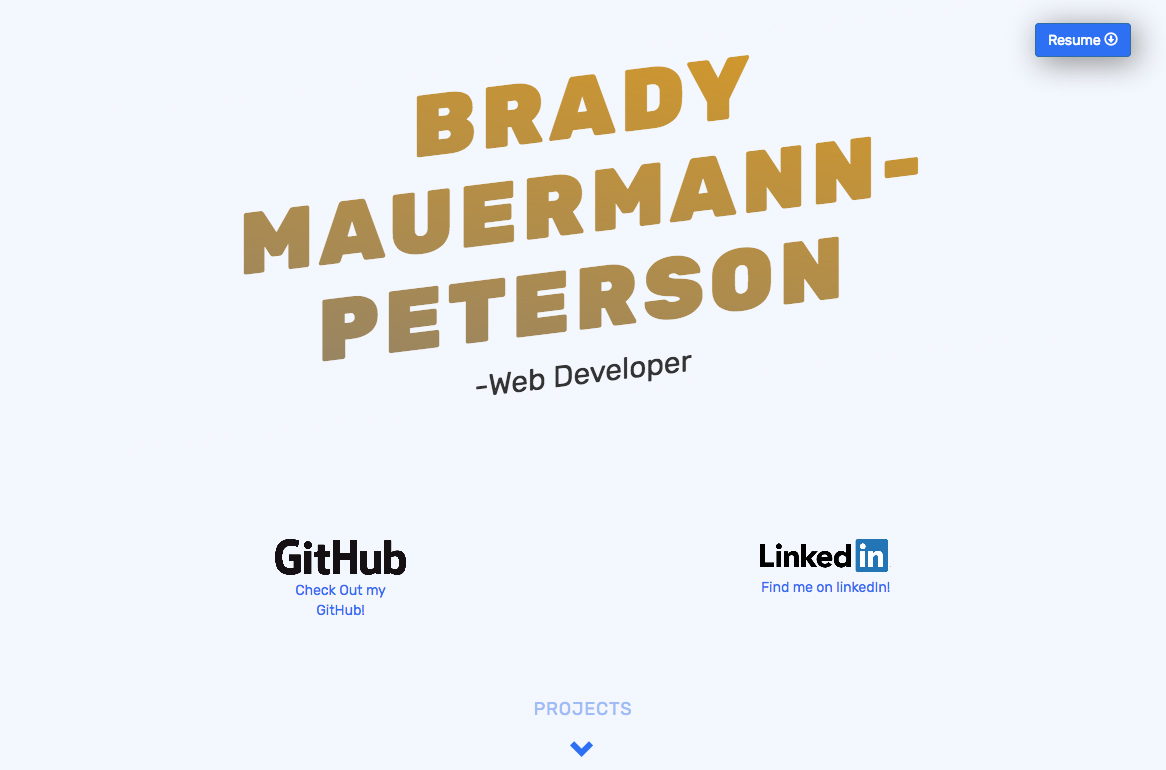 Resume
BRADY
MAUERMANN-
PETERSON
-Web Developer
GitHub
Check Out my
GitHub!
Linkedin
Find me on linkedIn!
PROJECTS